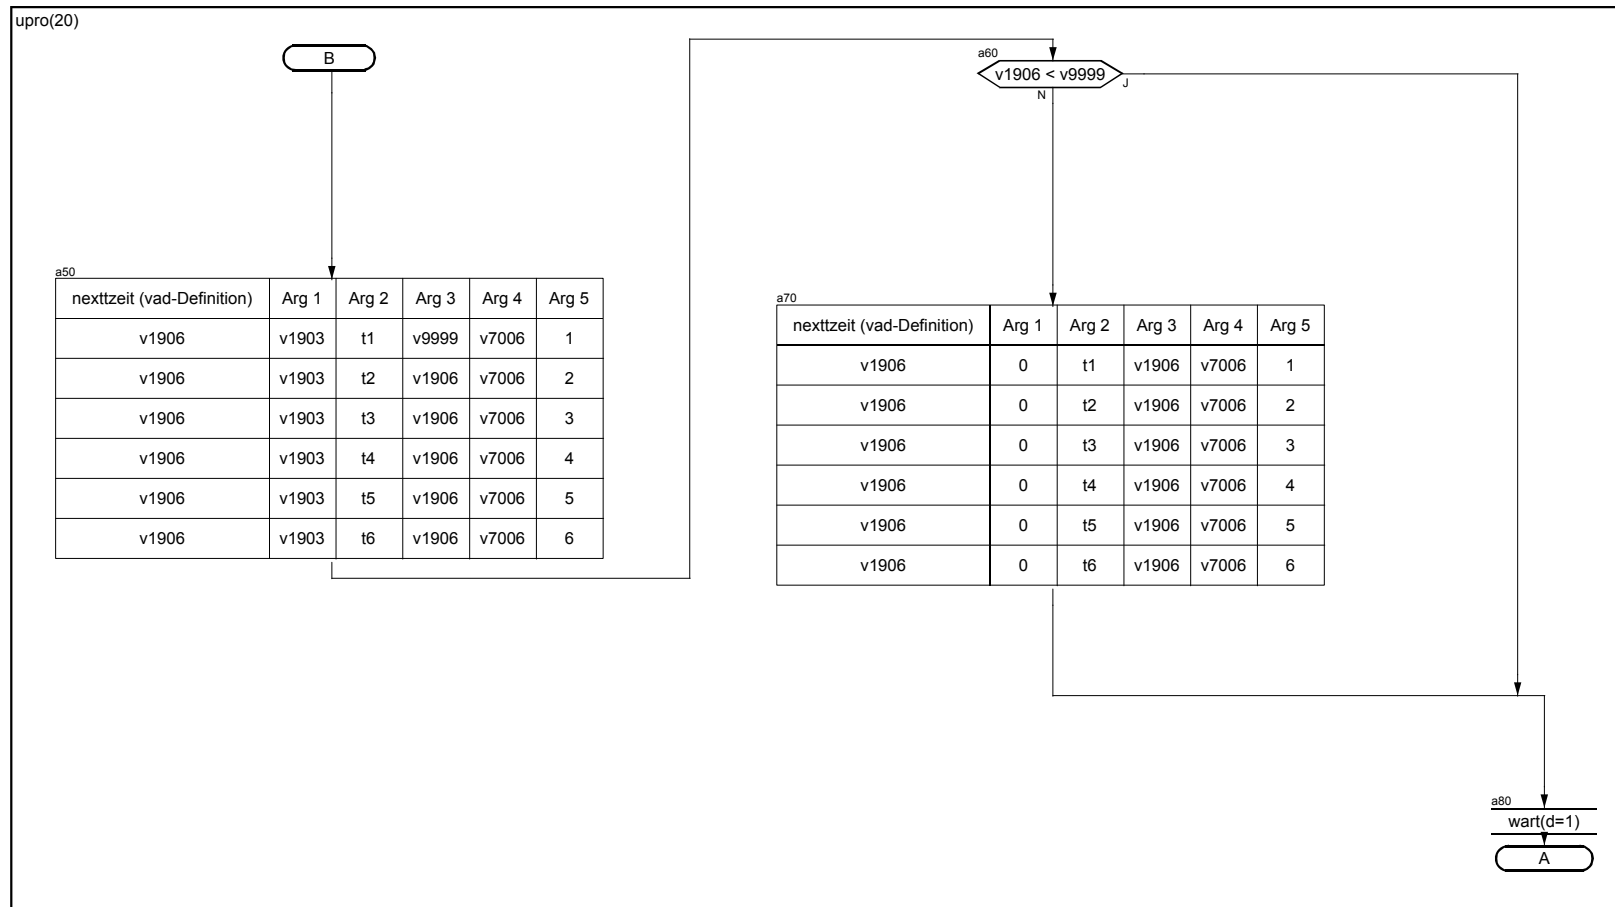 upro(20)
B
a50
nexttzeit (vad-Definition) Arg 1 Arg 2 Arg 3 Arg 4 Arg 5
v1906 v1903 t1 v9999 v7006 1
v1906 v1903 t2 v1906 v7006 2
v1906 v1903 t3 v1906 v7006 3
v1906 v1903 t4 v1906 v7006 4
v1906 v1903 t5 v1906 v7006 5
v1906 v1903 t6 v1906 v7006 6
a60
v1906 < v9999
J
N
a70
nexttzeit (vad-Definition) Arg 1 Arg 2 Arg 3 Arg 4 Arg 5
v1906 0 t1 v1906 v7006 1
v1906 0 t2 v1906 v7006 2
v1906 0 t3 v1906 v7006 3
v1906 0 t4 v1906 v7006 4
v1906 0 t5 v1906 v7006 5
v1906 0 t6 v1906 v7006 6
a80
wart(d=1)
A